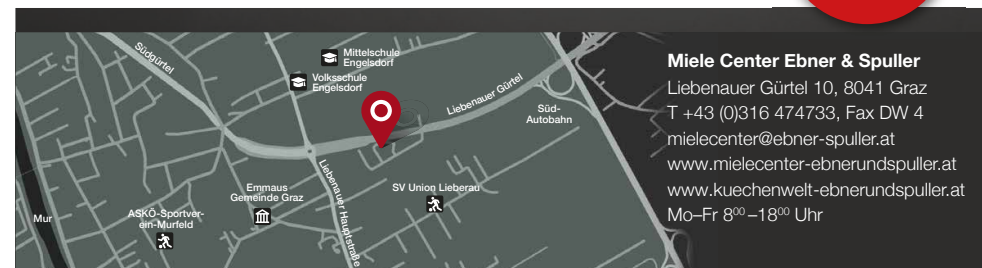 Südgürtel
Mittelschule
Engelsdorf
Volksschule
Engelsdorf
Liebenauer Gürtel
Süd-
Autobahn
Liebenauer Hauptstraße
Emmaus
Gemeinde Graz
SV Union Lieberau
ASKÖ-Sportver-
ein-Murfeld
Mur
Miele Center Ebner & Spuller
Liebenauer Gürtel 10, 8041 Graz
T +43 (0)316 474733, Fax DW 4
mielecenter@ebner-spuller.at
www.mielecenter-ebnerundspuller.at
www.kuechenwelt-ebnerundspuller.at
Mo–Fr 8⁰⁰–18⁰⁰ Uhr